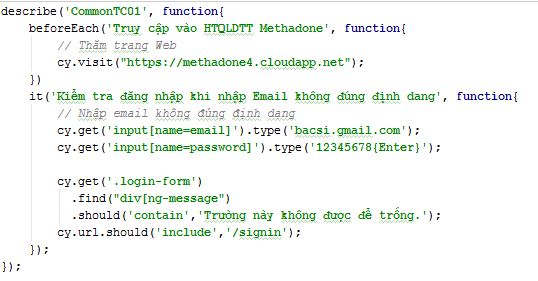 describe('CommonTC01', function{
beforeEach('Truy cập vào HTQLDTT Methadone', function{
// Thăm trang Web
cy.visit("https://methadone4.cloudapp.net");
})
it('Kiểm tra đăng nhập khi nhập Email không đúng định dang', function{
// Nhập email không đúng đinh dang
cy.get('input[name=email]').type('bacsi.gmail.com');
cy.get('input[name=password]').type('12345678{Enter}');
cy.get('.login-form')
.find("div[ng-message")
.should('contain','Trường này không được để trống.');
cy.url.should('include','/signin');
});
});